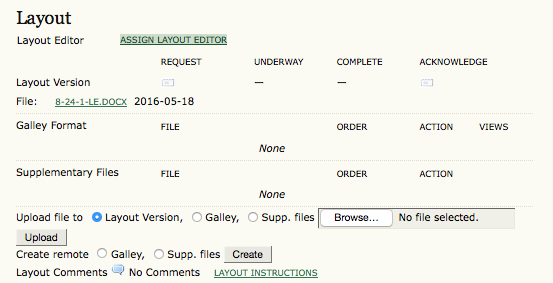 Layout
Layout Editor ASSIGN LAYOUT EDITOR
REQUEST UNDERWAY COMPLETE ACKNOWLEDGE
Layout Version — —
File: 8-24-1-LE.DOCX 2016-05-18
Galley Format FILE ORDER ACTION VIEWS
None
Supplementary Files FILE ORDER ACTION
None
Upload file to Layout Version, Galley, Supp. files Browse... No file selected.
Upload
Create remote Galley, Supp. files Create
Layout Comments No Comments LAYOUT INSTRUCTIONS